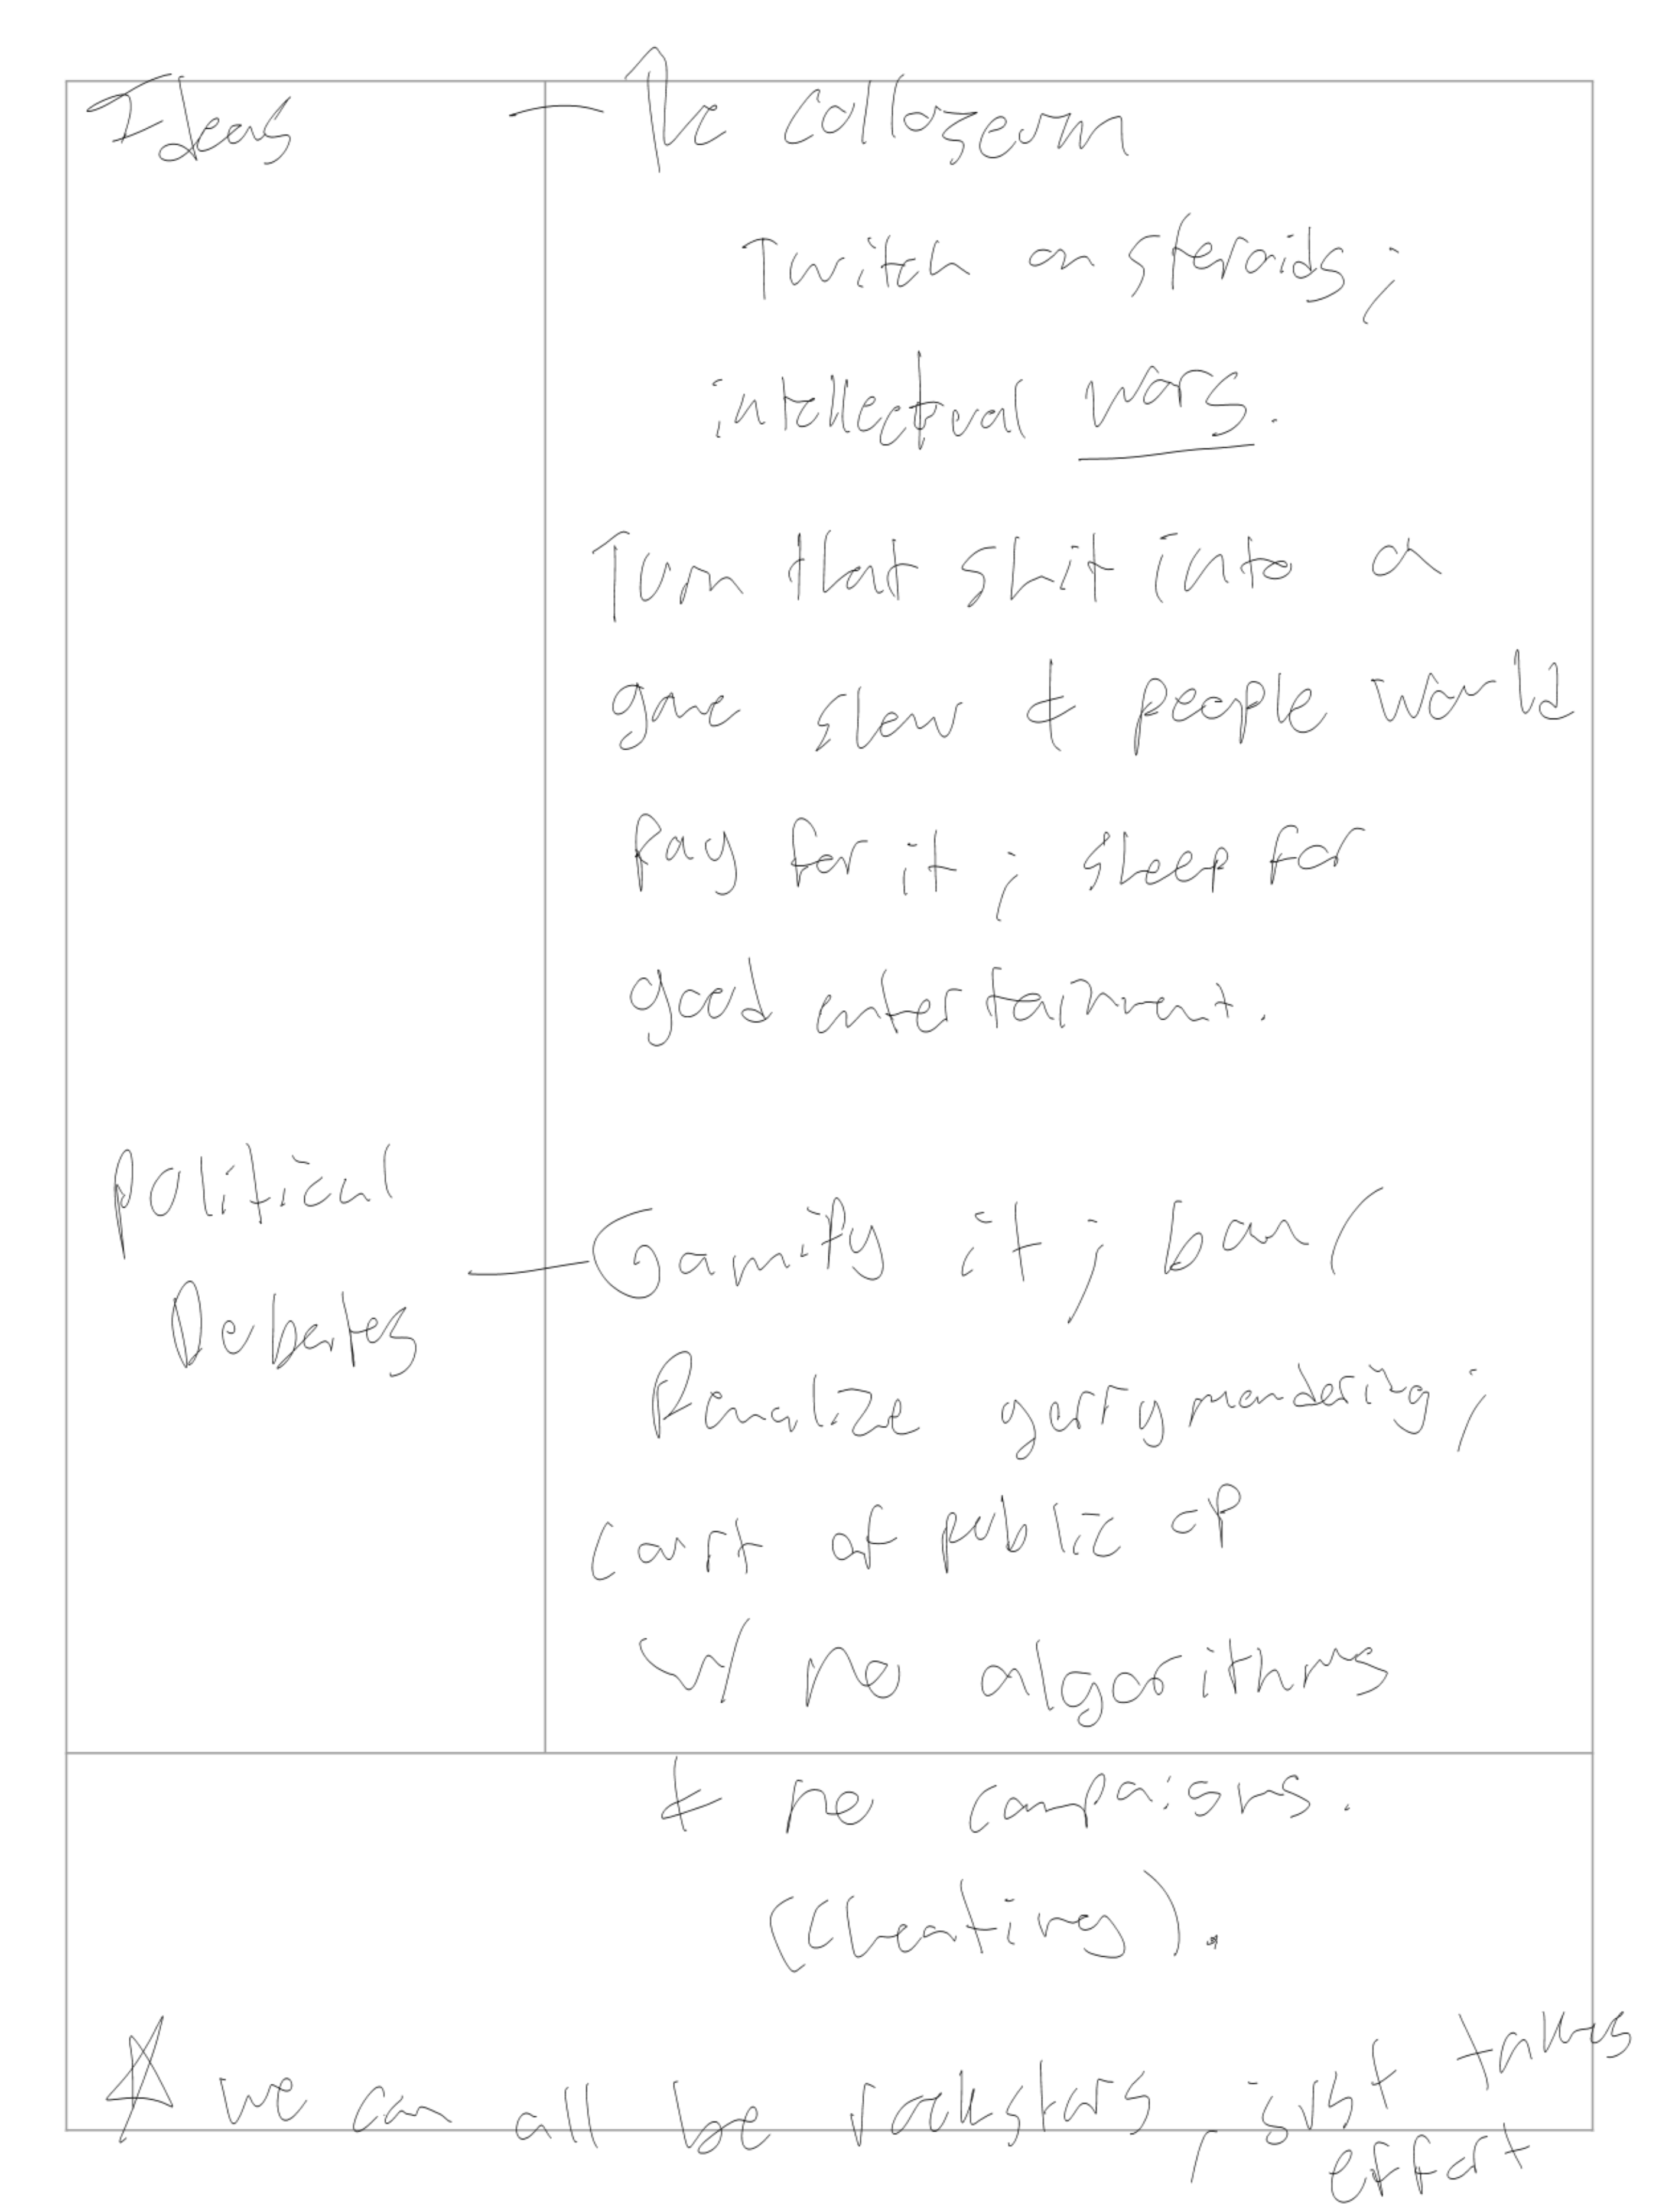 Ideas — The collozeum
Twitch on steroids;
intellectual wars.
Turn that shit into a
game show & people would
pay for it; sheep for
good entertainment.
Political
Debates — Gamify it; ban/
Penalize gerrymandering;
Court of public op
w/ no algorithms
& no campaigns.
(Cheating).
☆ we can all be rockstars, just takes
effort